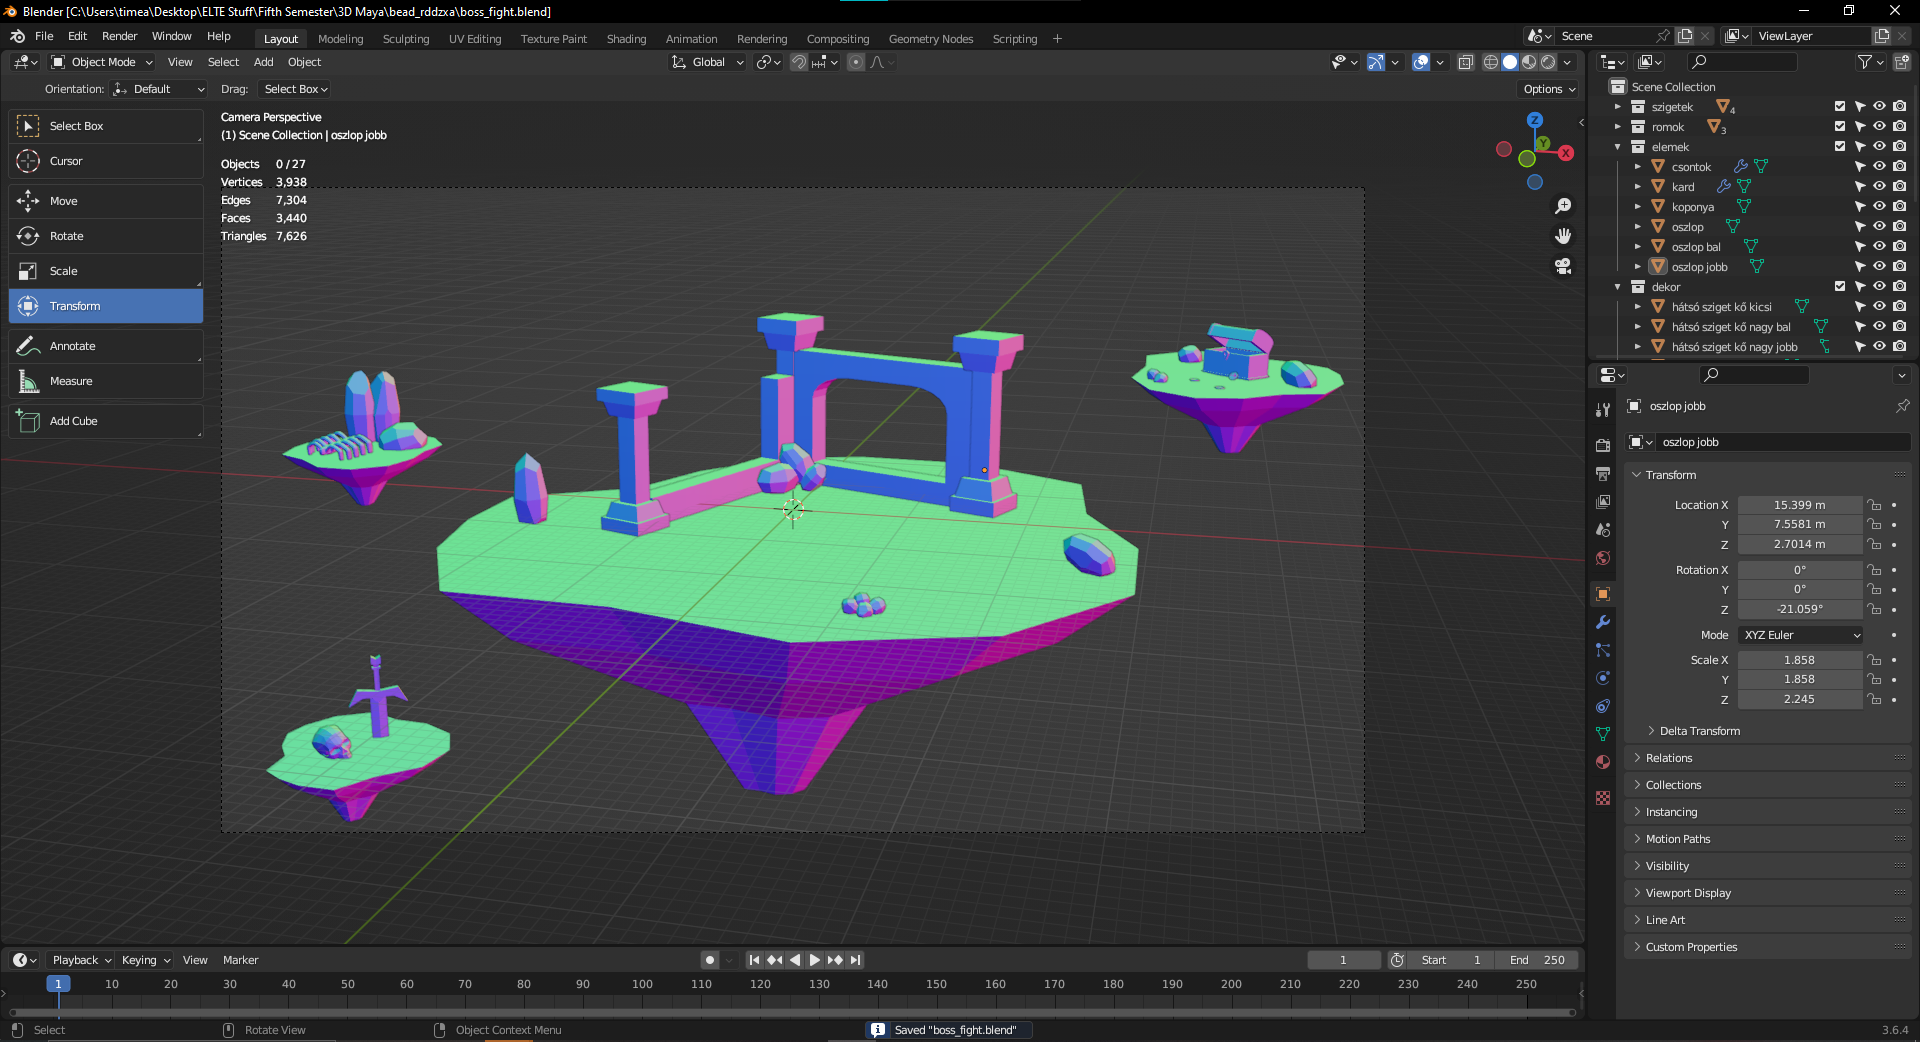 Blender [C:\Users\timea\Desktop\ELTE Stuff\Fifth Semester\3D Maya\bead_rddzxa\boss_fight.blend]
File Edit Render Window Help Layout Modeling Sculpting UV Editing Texture Paint Shading Animation Rendering Compositing Geometry Nodes Scripting + Scene ViewLayer
Object Mode View Select Add Object Global
Orientation: Default Drag: Select Box Options
Select Box
Cursor
Move
Rotate
Scale
Transform
Annotate
Measure
Add Cube
Camera Perspective
(1) Scene Collection | oszlop jobb
Objects 0 / 27
Vertices 3,938
Edges 7,304
Faces 3,440
Triangles 7,626
Z
Y
X
Scene Collection
szigetek 4
romok 3
elemek
csontok
kard
koponya
oszlop
oszlop bal
oszlop jobb
dekor
hátsó sziget kő kicsi
hátsó sziget kő nagy bal
hátsó sziget kő nagy jobb
oszlop jobb
oszlop jobb
Transform
Location X 15.399 m
Y 7.5581 m
Z 2.7014 m
Rotation X 0°
Y 0°
Z -21.059°
Mode XYZ Euler
Scale X 1.858
Y 1.858
Z 2.245
Delta Transform
Relations
Collections
Instancing
Motion Paths
Visibility
Viewport Display
Line Art
Custom Properties
Playback Keying View Marker 1 Start 1 End 250
1 10 20 30 40 50 60 70 80 90 100 110 120 130 140 150 160 170 180 190 200 210 220 230 240 250
Select Rotate View Object Context Menu Saved "boss_fight.blend" 3.6.4